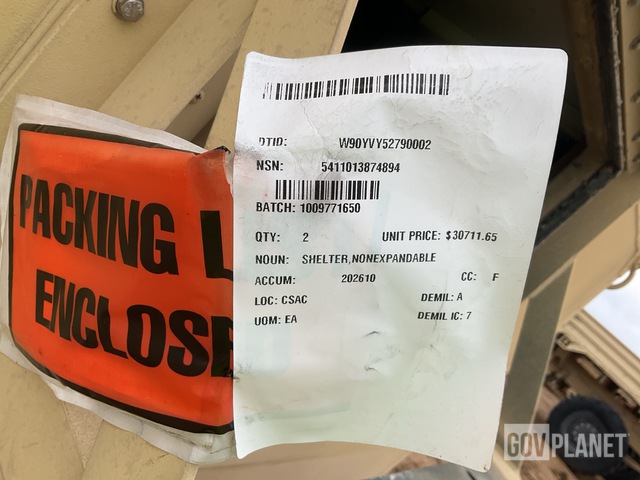 PACKING L
ENCLOSE
DTID: W90YVY52790002
NSN: 5411013874894
BATCH: 1009771650
QTY: 2 UNIT PRICE: $30711.65
NOUN: SHELTER,NONEXPANDABLE
ACCUM: 202610 CC: F
LOC: CSAC DEMIL: A
UOM: EA DEMIL IC: 7
GOVPLANET